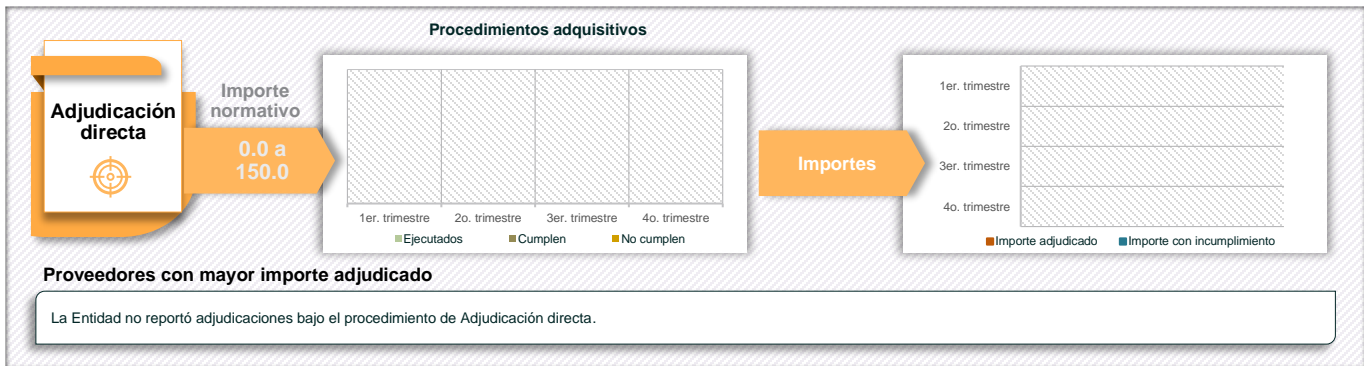 Procedimientos adquisitivos
Adjudicación
directa
Importe
normativo
0.0 a
150.0
1er. trimestre 2o. trimestre 3er. trimestre 4o. trimestre
Ejecutados Cumplen No cumplen
Importes
1er. trimestre
2o. trimestre
3er. trimestre
4o. trimestre
Importe adjudicado Importe con incumplimiento
Proveedores con mayor importe adjudicado
La Entidad no reportó adjudicaciones bajo el procedimiento de Adjudicación directa.